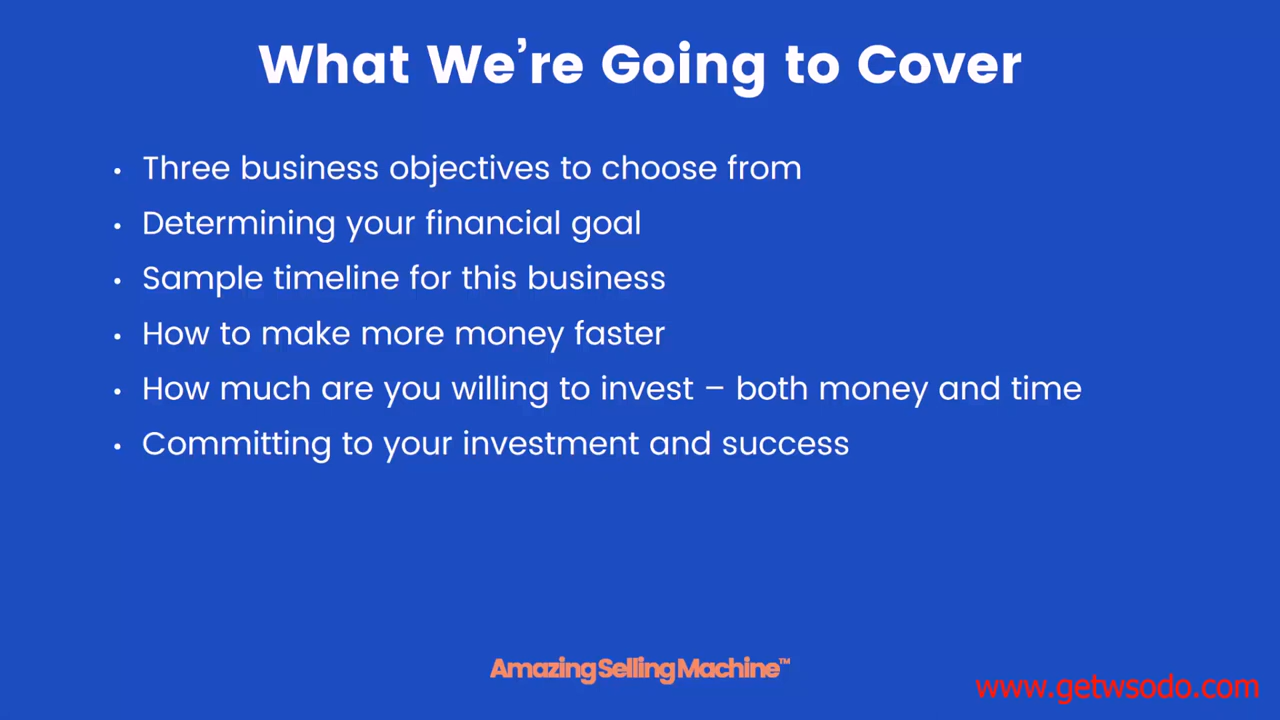 What We’re Going to Cover
• Three business objectives to choose from
• Determining your financial goal
• Sample timeline for this business
• How to make more money faster
• How much are you willing to invest – both money and time
• Committing to your investment and success
AmazingSellingMachine™
www.getwsodo.com